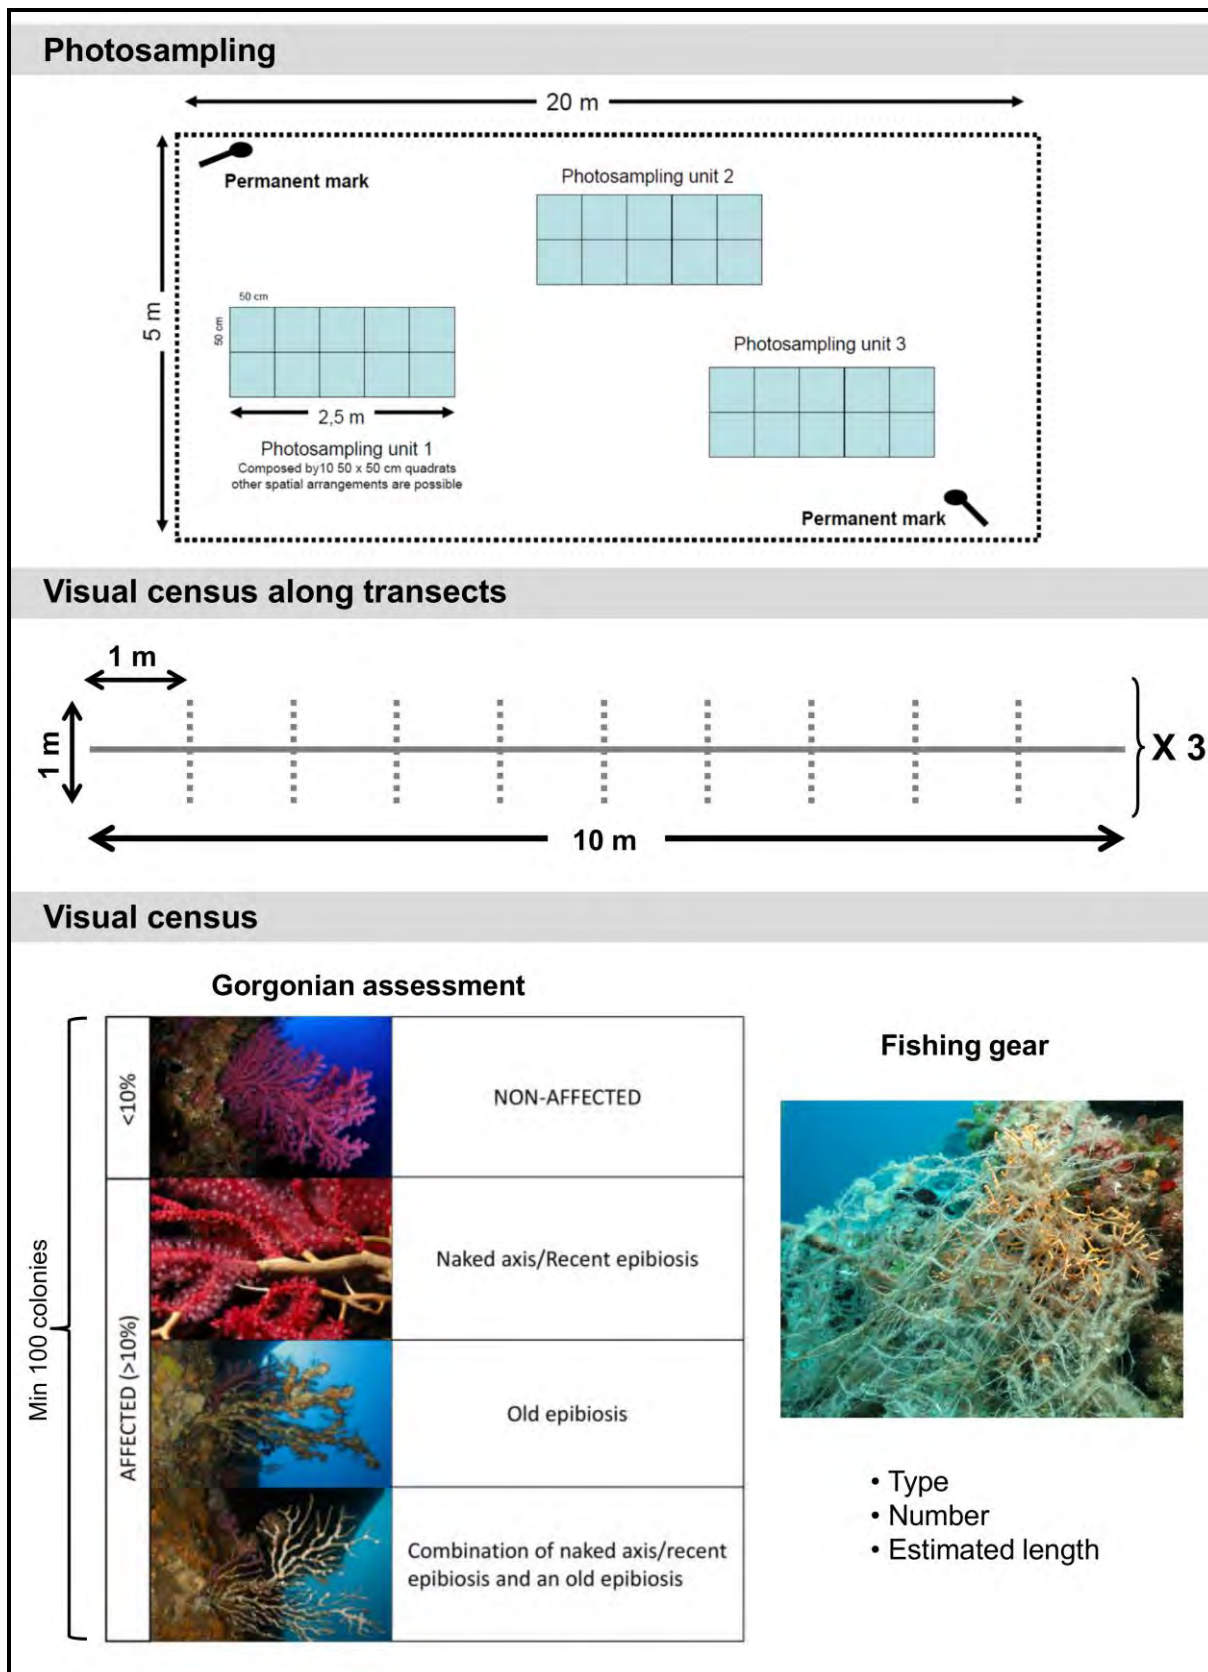 Photosampling
20 m
Permanent mark
Photosampling unit 2
5 m
50 cm
50 cm
Photosampling unit 3
2,5 m
Photosampling unit 1
Composed by10 50 x 50 cm quadrats
other spatial arrangements are possible
Permanent mark
Visual census along transects
1 m
1 m
X 3
10 m
Visual census
Gorgonian assessment
Min 100 colonies
<10%
NON-AFFECTED
AFFECTED (>10%)
Naked axis/Recent epibiosis
Old epibiosis
Combination of naked axis/recent
epibiosis and an old epibiosis
Fishing gear
• Type
• Number
• Estimated length